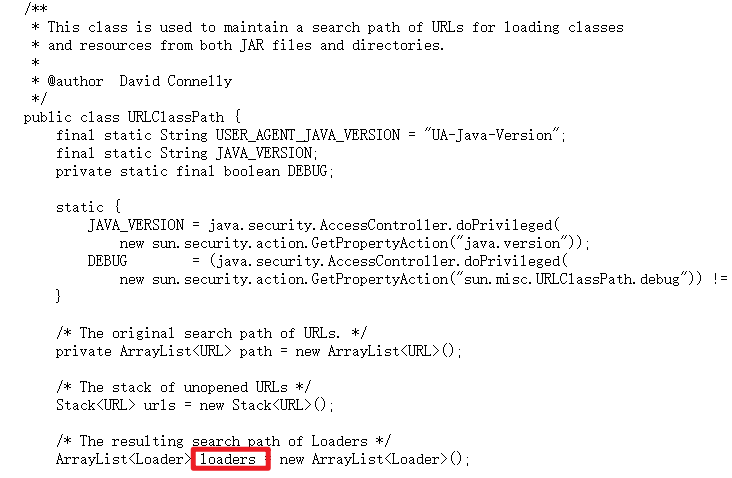 /**
 * This class is used to maintain a search path of URLs for loading classes
 * and resources from both JAR files and directories.
 *
 * @author  David Connelly
 */
public class URLClassPath {
    final static String USER_AGENT_JAVA_VERSION = "UA-Java-Version";
    final static String JAVA_VERSION;
    private static final boolean DEBUG;

    static {
        JAVA_VERSION = java.security.AccessController.doPrivileged(
            new sun.security.action.GetPropertyAction("java.version"));
        DEBUG        = (java.security.AccessController.doPrivileged(
            new sun.security.action.GetPropertyAction("sun.misc.URLClassPath.debug")) !=
    }

    /* The original search path of URLs. */
    private ArrayList<URL> path = new ArrayList<URL>();

    /* The stack of unopened URLs */
    Stack<URL> urls = new Stack<URL>();

    /* The resulting search path of Loaders */
    ArrayList<Loader> loaders = new ArrayList<Loader>();